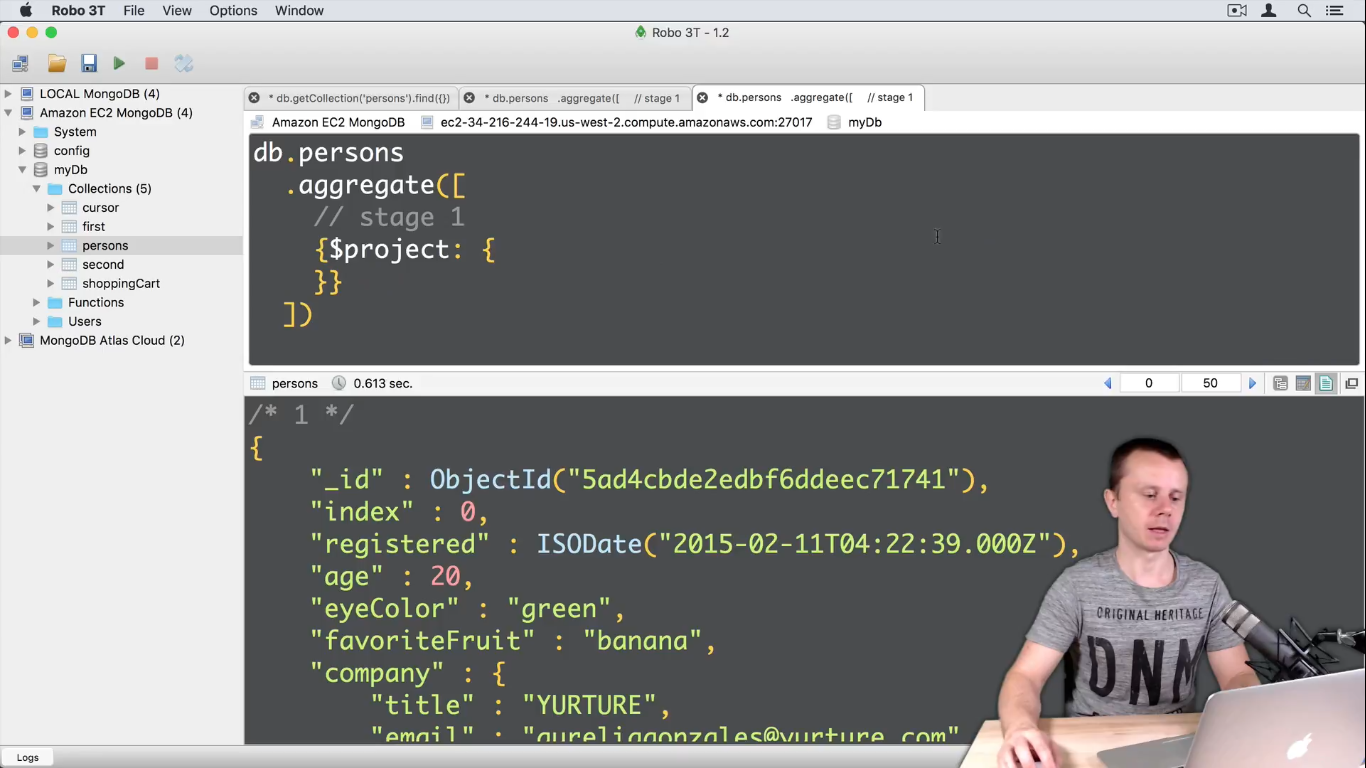 Robo 3T File View Options Window
Robo 3T - 1.2
LOCAL MongoDB (4)
Amazon EC2 MongoDB (4)
System
config
myDb
Collections (5)
cursor
first
persons
second
shoppingCart
Functions
Users
MongoDB Atlas Cloud (2)
* db.getCollection('persons').find({}) * db.persons .aggregate([ // stage 1 * db.persons .aggregate([ // stage 1
Amazon EC2 MongoDB ec2-34-216-244-19.us-west-2.compute.amazonaws.com:27017 myDb
db.persons
.aggregate([
// stage 1
{$project: {
}}
])
persons 0.613 sec. 0 50
/* 1 */
{
"_id" : ObjectId("5ad4cbde2edbf6ddeec71741"),
"index" : 0,
"registered" : ISODate("2015-02-11T04:22:39.000Z"),
"age" : 20,
"eyeColor" : "green",
"favoriteFruit" : "banana",
"company" : {
"title" : "YURTURE",
"email" : "aureliagonzales@yurture.com"
ORIGINAL HERITAGE
DNM
Logs